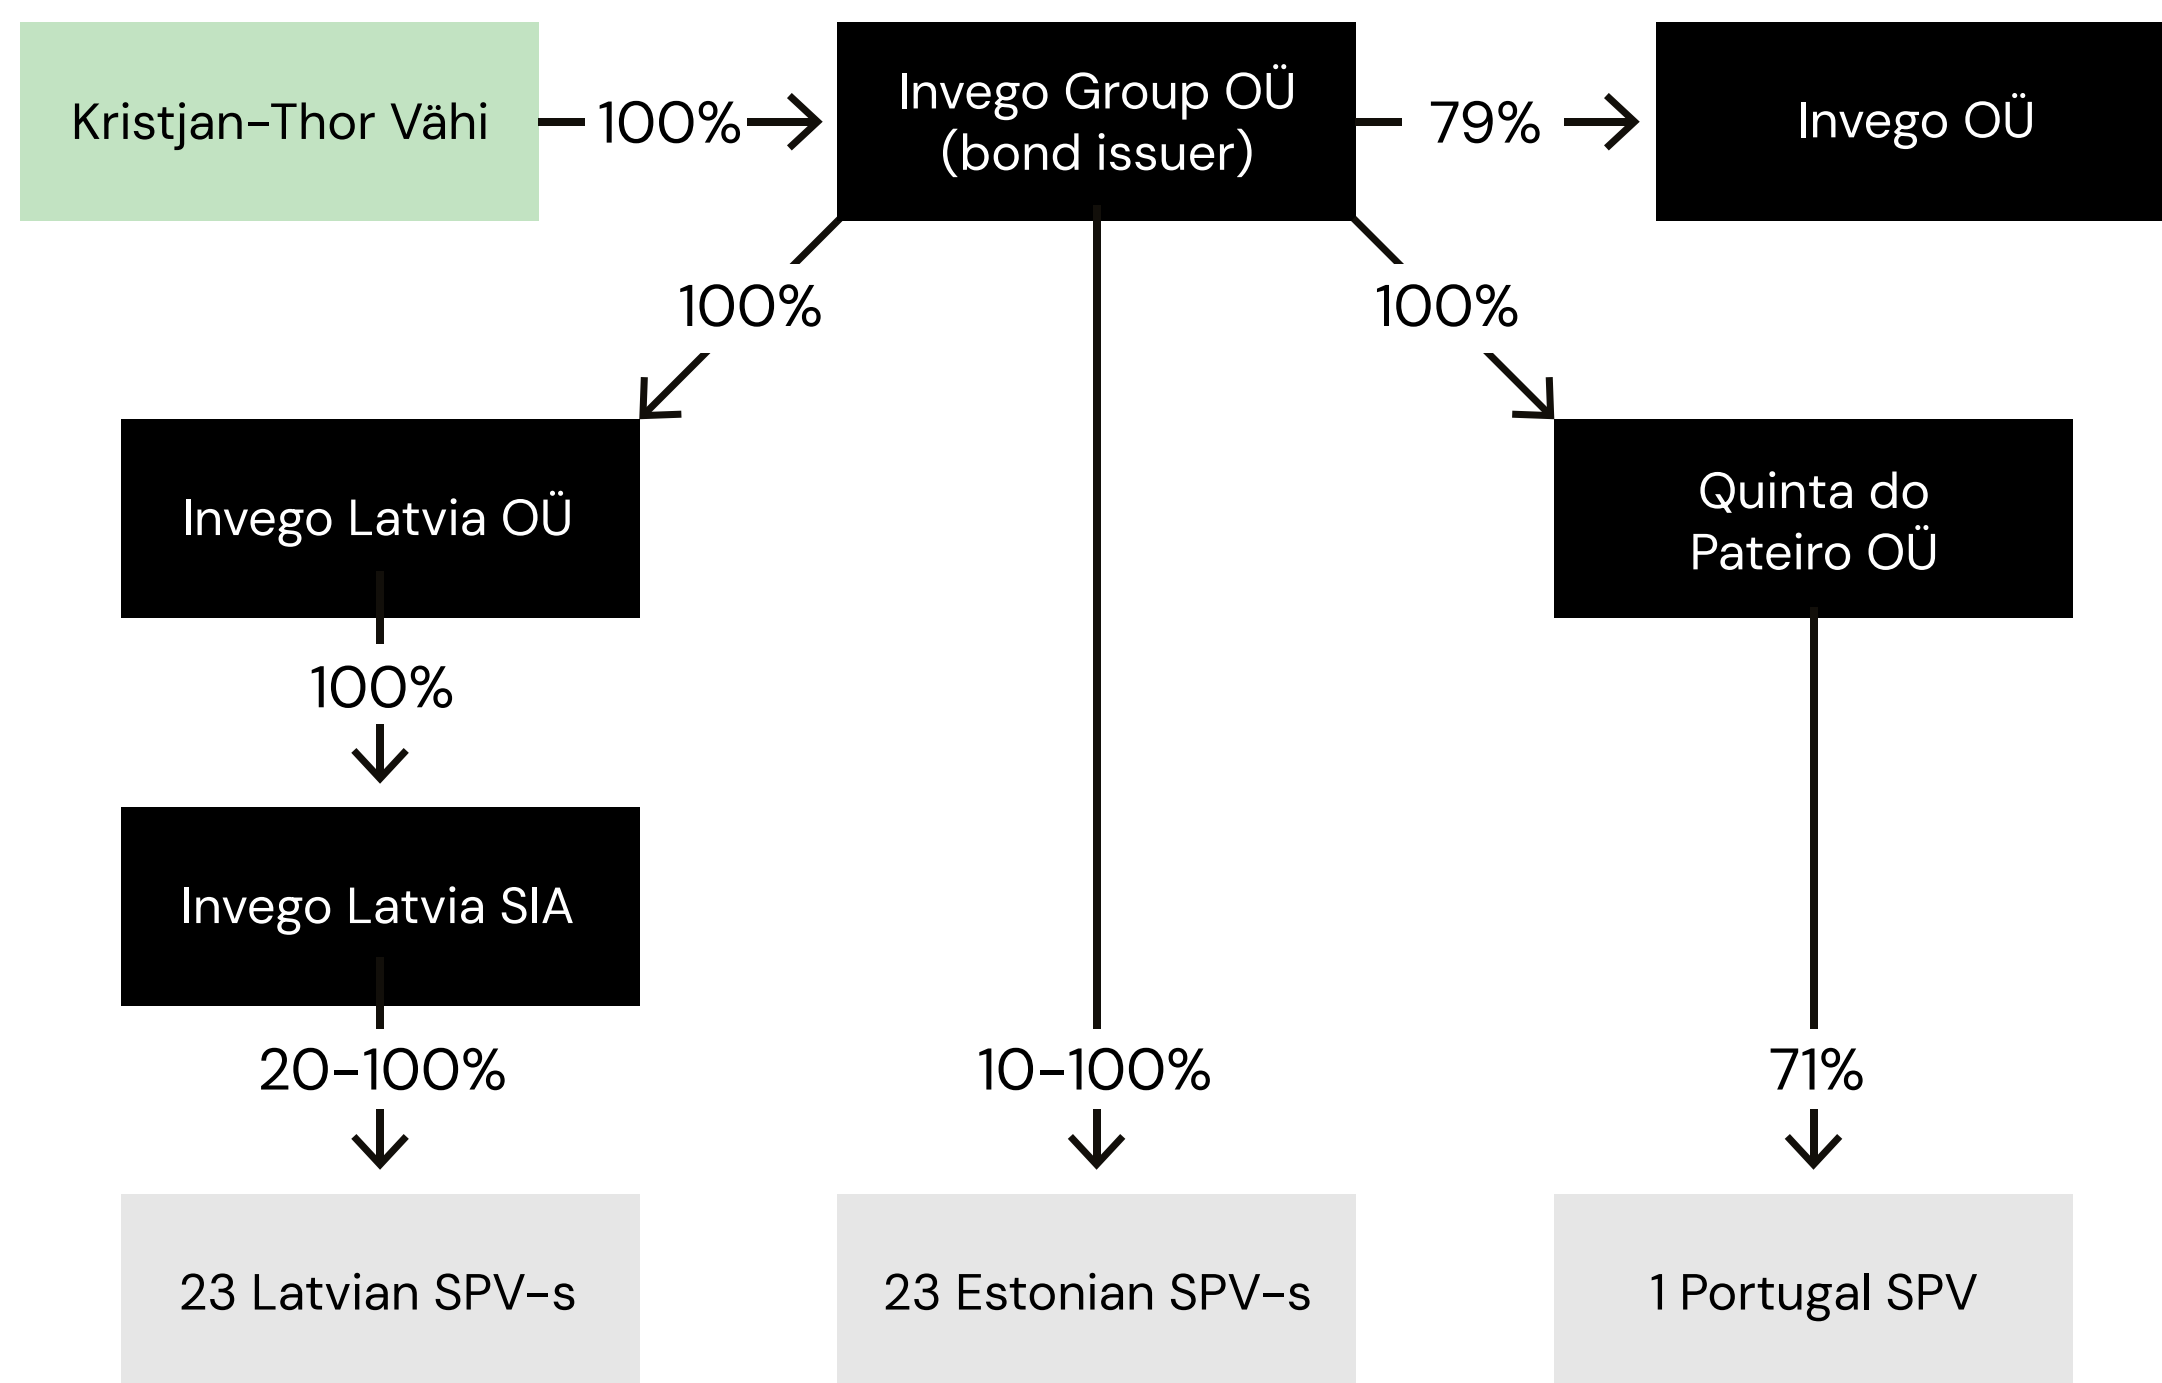 Kristjan-Thor Vähi
100%
Invego Group OÜ
(bond issuer)
79%
Invego OÜ
100%
100%
Invego Latvia OÜ
Quinta do
Pateiro OÜ
100%
Invego Latvia SIA
20-100%
10-100%
71%
23 Latvian SPV-s
23 Estonian SPV-s
1 Portugal SPV